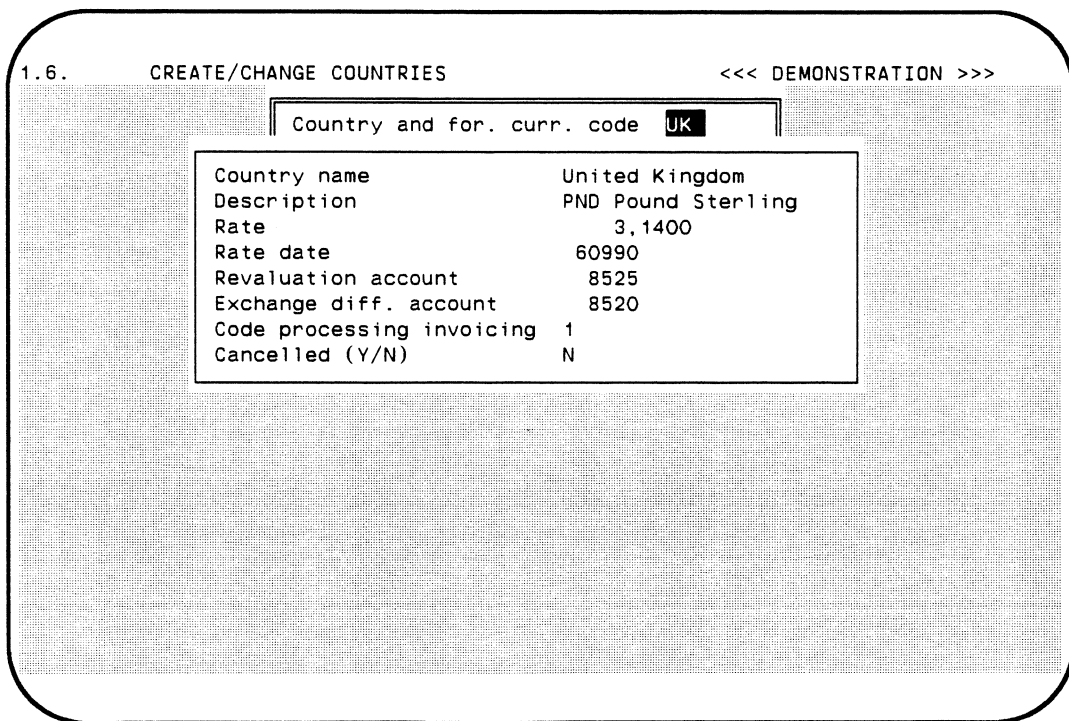 1.6. CREATE/CHANGE COUNTRIES <<< DEMONSTRATION >>>
Country and for. curr. code UK
Country name United Kingdom
Description PND Pound Sterling
Rate 3,1400
Rate date 60990
Revaluation account 8525
Exchange diff. account 8520
Code processing invoicing 1
Cancelled (Y/N) N